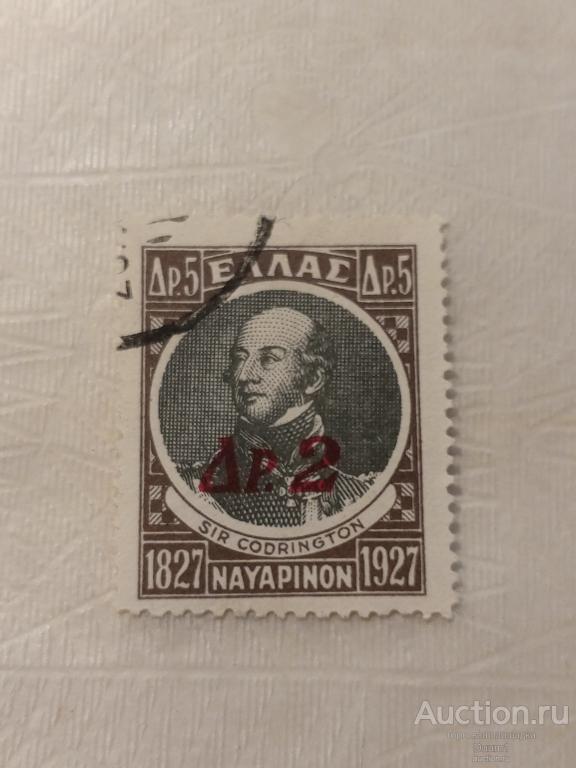 ΔΡ.5 ΕΛΛΑΣ ΔΡ.5
ΔΡ. 2
SIR CODRINGTON
1827 ΝΑΥΑΡΙΝΟΝ 1927
Auction.ru